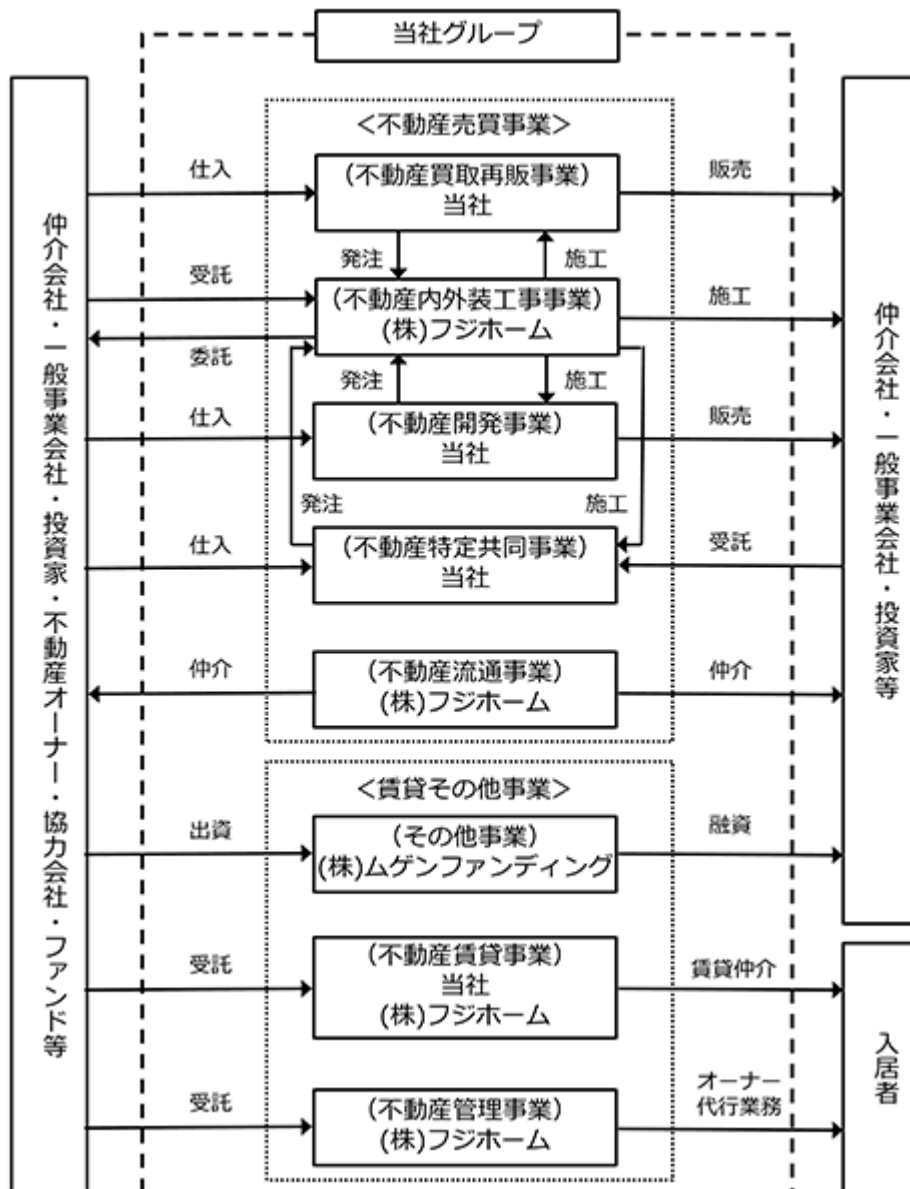 当社グループ
仲介会社・一般事業会社・投資家・不動産オーナー・協力会社・ファンド等
＜不動産売買事業＞
仕入
(不動産買取再販事業)
当社
販売
発注
施工
受託
(不動産内外装工事事業)
(株)フジホーム
施工
委託
発注
施工
仕入
(不動産開発事業)
当社
販売
発注
施工
仕入
(不動産特定共同事業)
当社
受託
仲介
(不動産流通事業)
(株)フジホーム
仲介
仲介会社・一般事業会社・投資家等
＜賃貸その他事業＞
出資
(その他事業)
(株)ムゲンファンディング
融資
受託
(不動産賃貸事業)
当社
(株)フジホーム
賃貸仲介
受託
(不動産管理事業)
(株)フジホーム
オーナー
代行業務
入居者